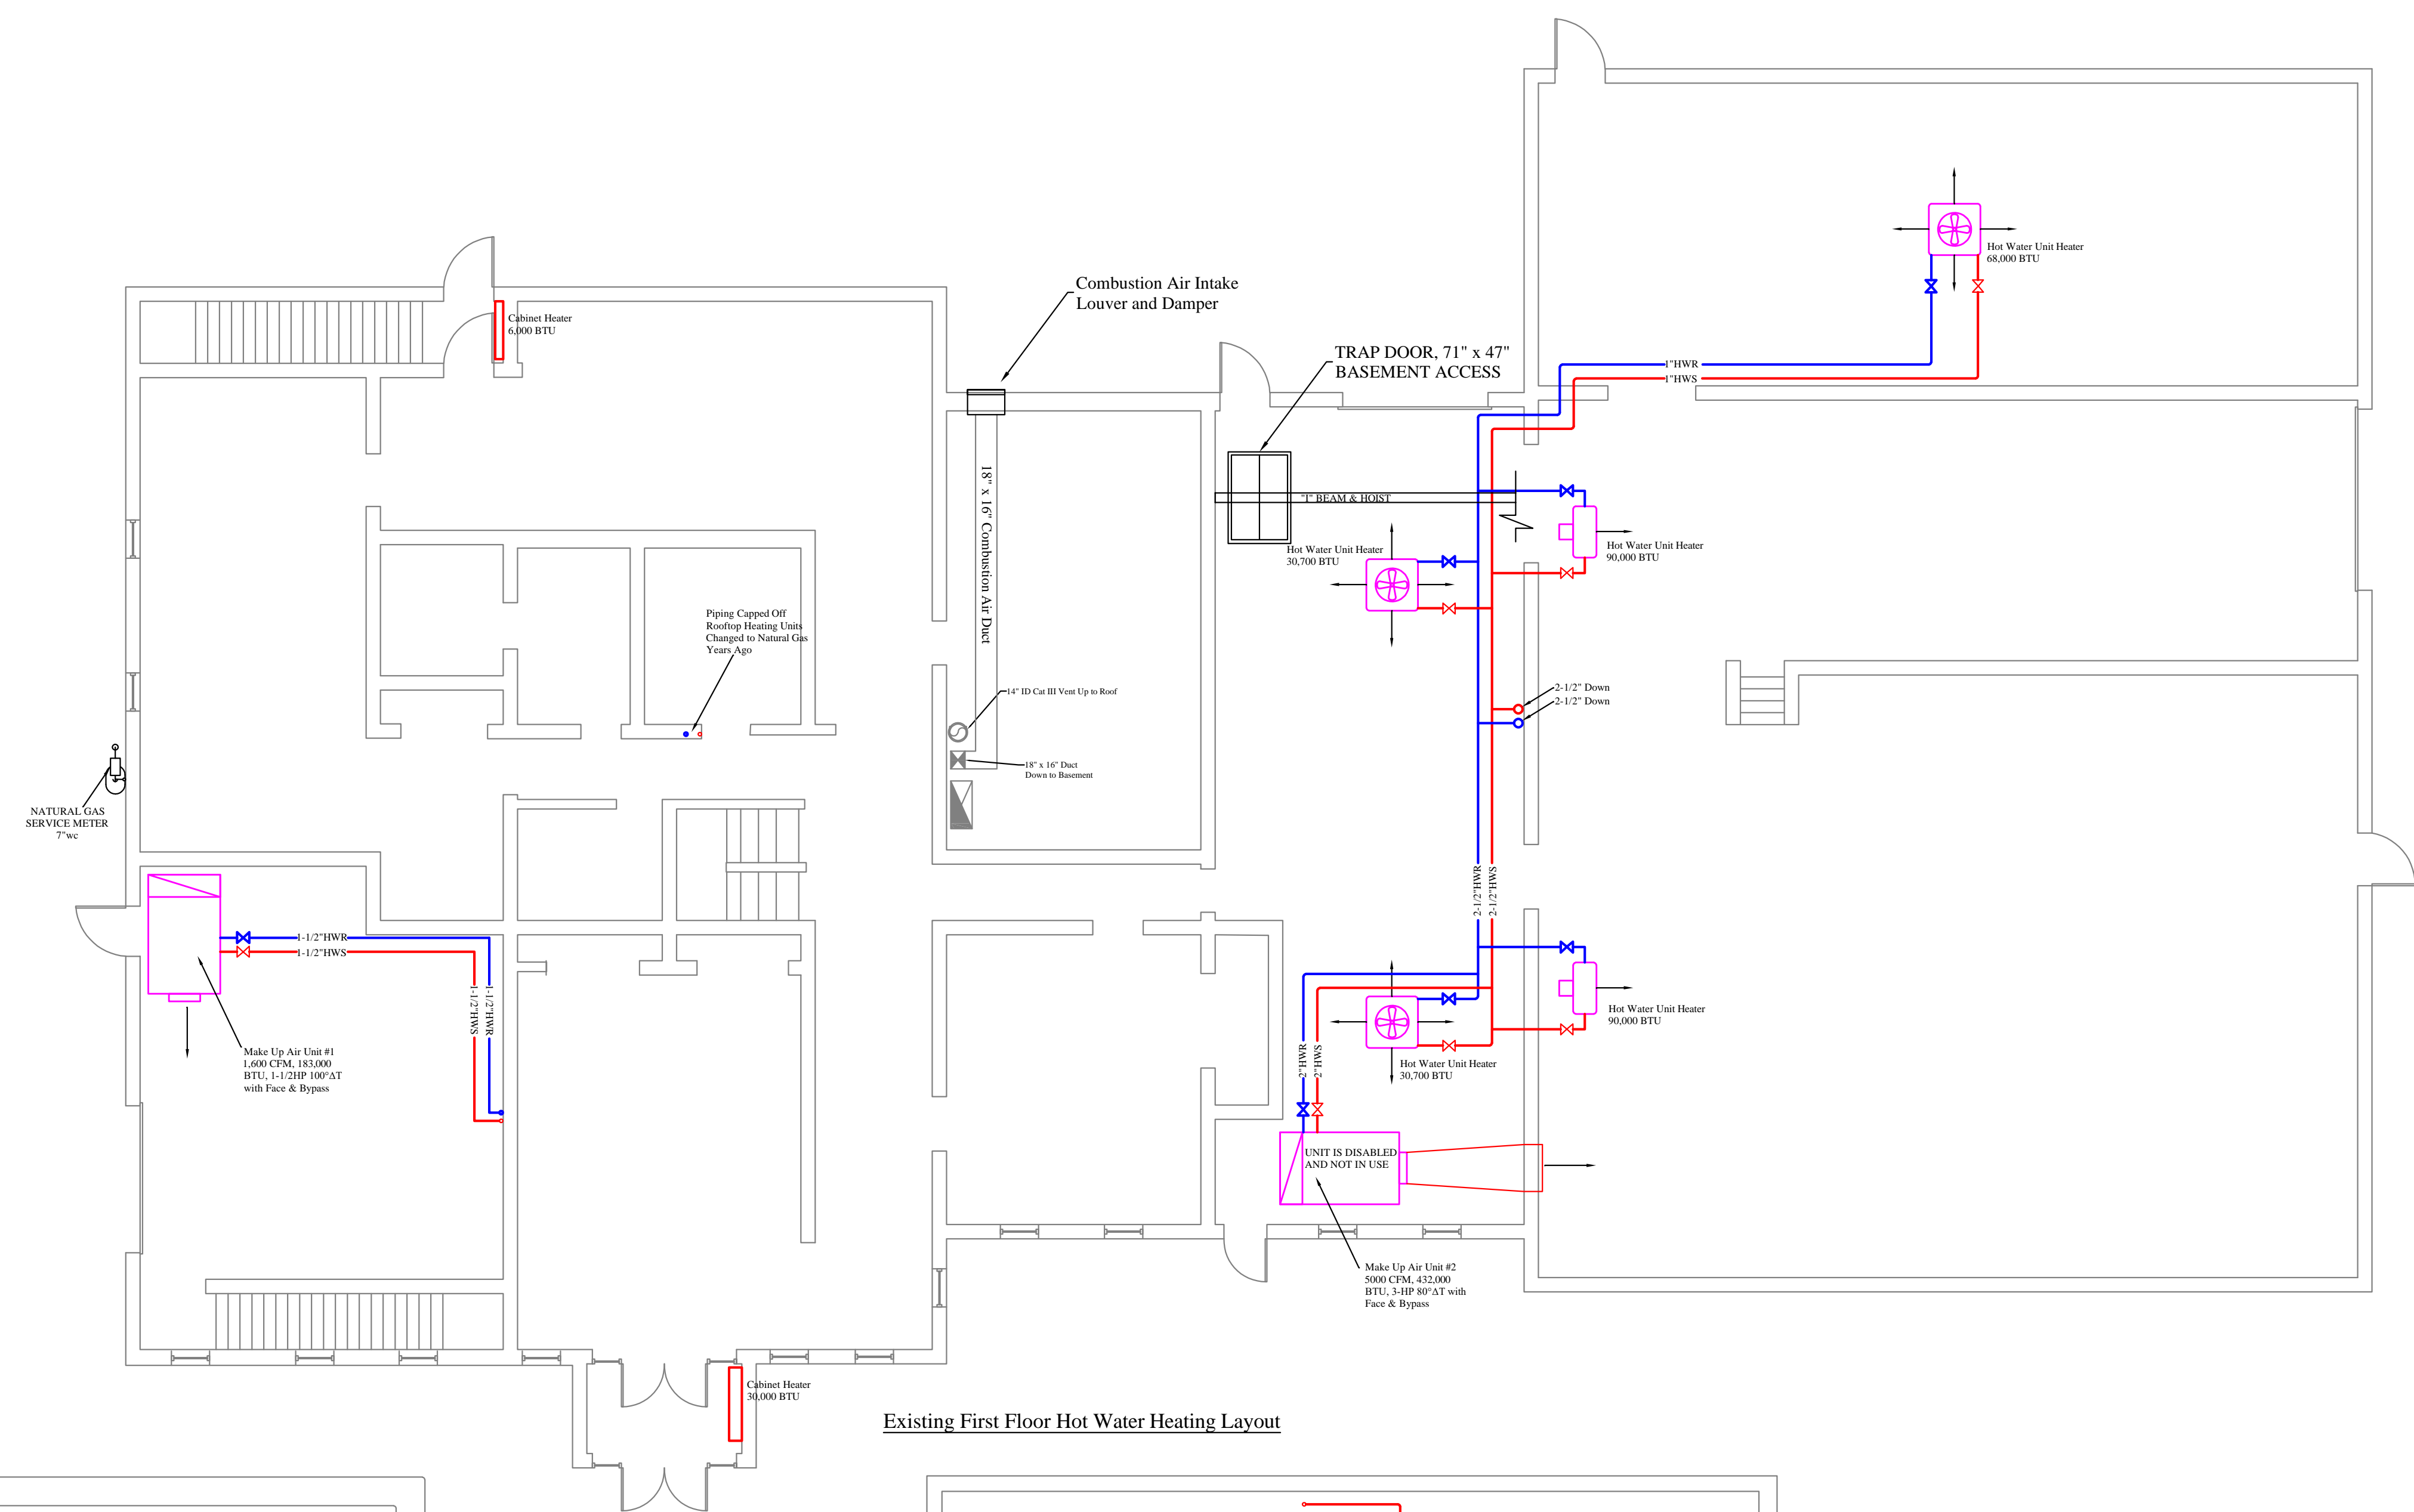 Hot Water Unit Heater
68,000 BTU
Combustion Air Intake
Louver and Damper
Cabinet Heater
6,000 BTU
TRAP DOOR, 71" x 47"
BASEMENT ACCESS
1"HWR
1"HWS
18" x 16" Combustion Air Duct
"I" BEAM & HOIST
Hot Water Unit Heater
30,700 BTU
Hot Water Unit Heater
90,000 BTU
Piping Capped Off
Rooftop Heating Units
Changed to Natural Gas
Years Ago
14" ID Cat III Vent Up to Roof
2-1/2" Down
2-1/2" Down
18" x 16" Duct
Down to Basement
NATURAL GAS
SERVICE METER
7"wc
2-1/2"HWR
2-1/2"HWS
1-1/2"HWR
1-1/2"HWS
1-1/2"HWS
1-1/2"HWR
Hot Water Unit Heater
90,000 BTU
Make Up Air Unit #1
1,600 CFM, 183,000
BTU, 1-1/2HP 100°ΔT
with Face & Bypass
2"HWR
2"HWS
Hot Water Unit Heater
30,700 BTU
UNIT IS DISABLED
AND NOT IN USE
Make Up Air Unit #2
5000 CFM, 432,000
BTU, 3-HP 80°ΔT with
Face & Bypass
Cabinet Heater
30,000 BTU
Existing First Floor Hot Water Heating Layout